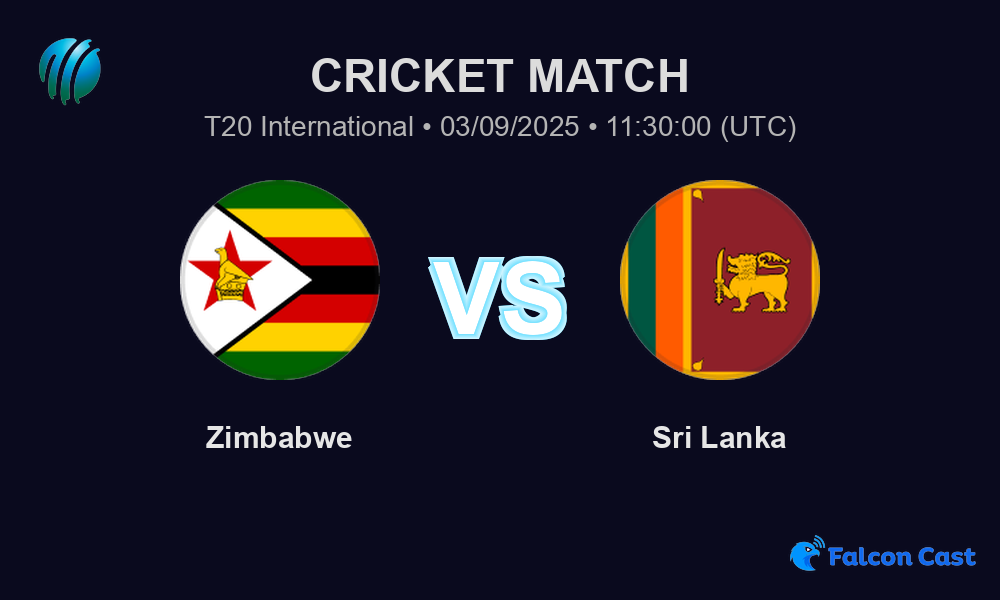 CRICKET MATCH
T20 International • 03/09/2025 • 11:30:00 (UTC)
VS
Zimbabwe
Sri Lanka
Falcon Cast